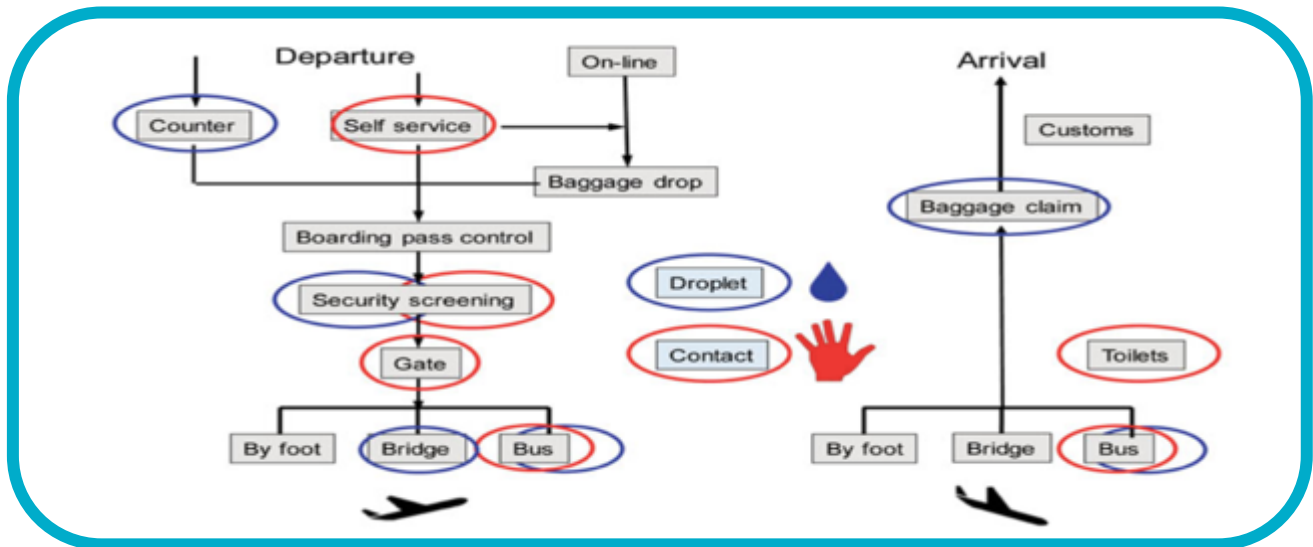 Departure
On-line
Counter
Self service
Baggage drop
Boarding pass control
Security screening
Gate
By foot
Bridge
Bus
Droplet
Contact
Arrival
Customs
Baggage claim
Toilets
By foot
Bridge
Bus